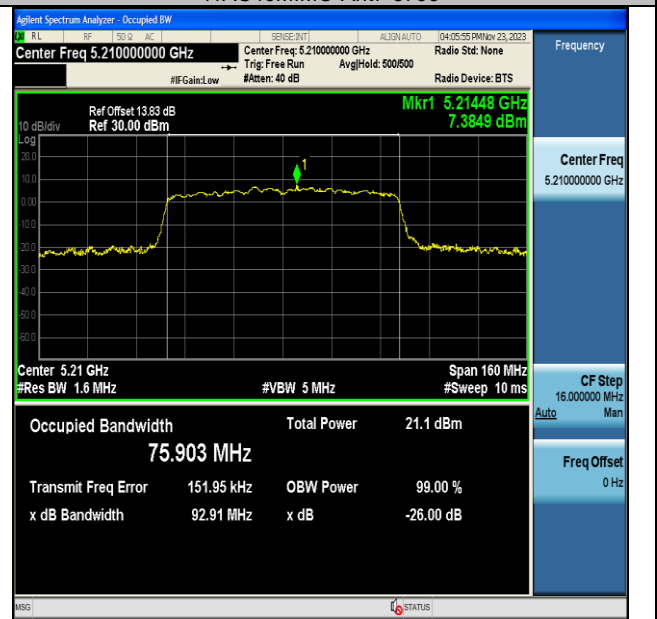 Agilent Spectrum Analyzer - Occupied BW
RL RF 50 Ω AC SENSE:INT ALIGN AUTO 04:05:55 PM Nov 23, 2023
Center Freq 5.210000000 GHz
Center Freq: 5.210000000 GHz Radio Std: None
Trig: Free Run Avg|Hold: 500/500
#IFGain:Low #Atten: 40 dB Radio Device: BTS
Ref Offset 13.83 dB Mkr1 5.21448 GHz
10 dB/div Ref 30.00 dBm 7.3849 dBm
Log
20.0
10.0
0.00
-10.0
-20.0
-30.0
-40.0
-50.0
-60.0
1
Center 5.21 GHz Span 160 MHz
#Res BW 1.6 MHz #VBW 5 MHz #Sweep 10 ms
Occupied Bandwidth Total Power 21.1 dBm
75.903 MHz
Transmit Freq Error 151.95 kHz OBW Power 99.00 %
x dB Bandwidth 92.91 MHz x dB -26.00 dB
Frequency
Center Freq
5.210000000 GHz
CF Step
16.000000 MHz
Auto Man
Freq Offset
0 Hz
MSG STATUS